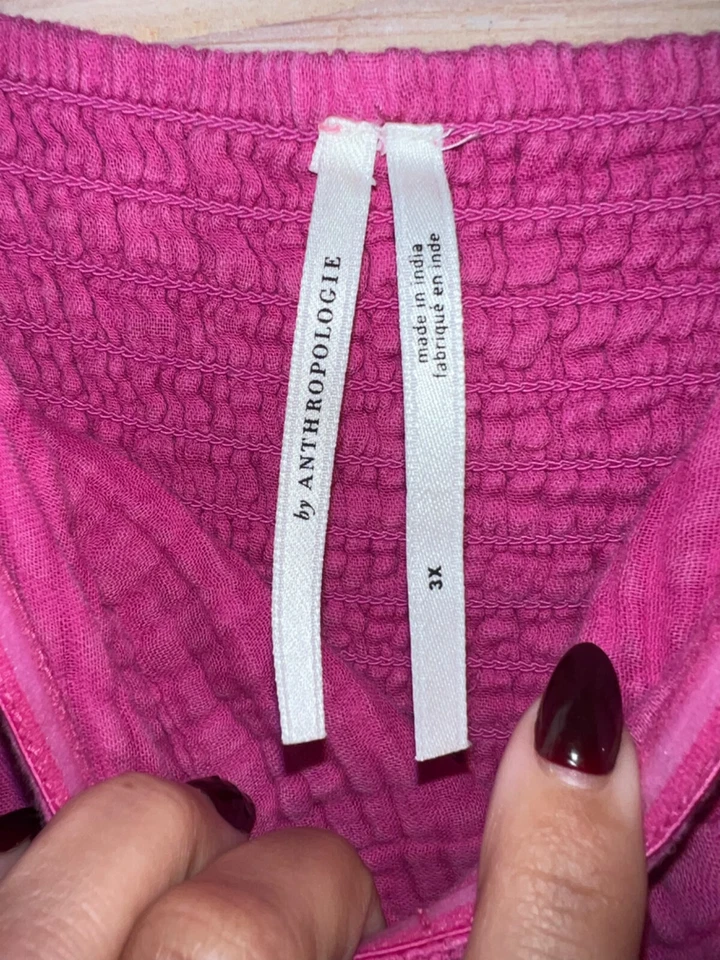 by ANTHROPOLOGIE
made in india
fabriqué en inde
3X